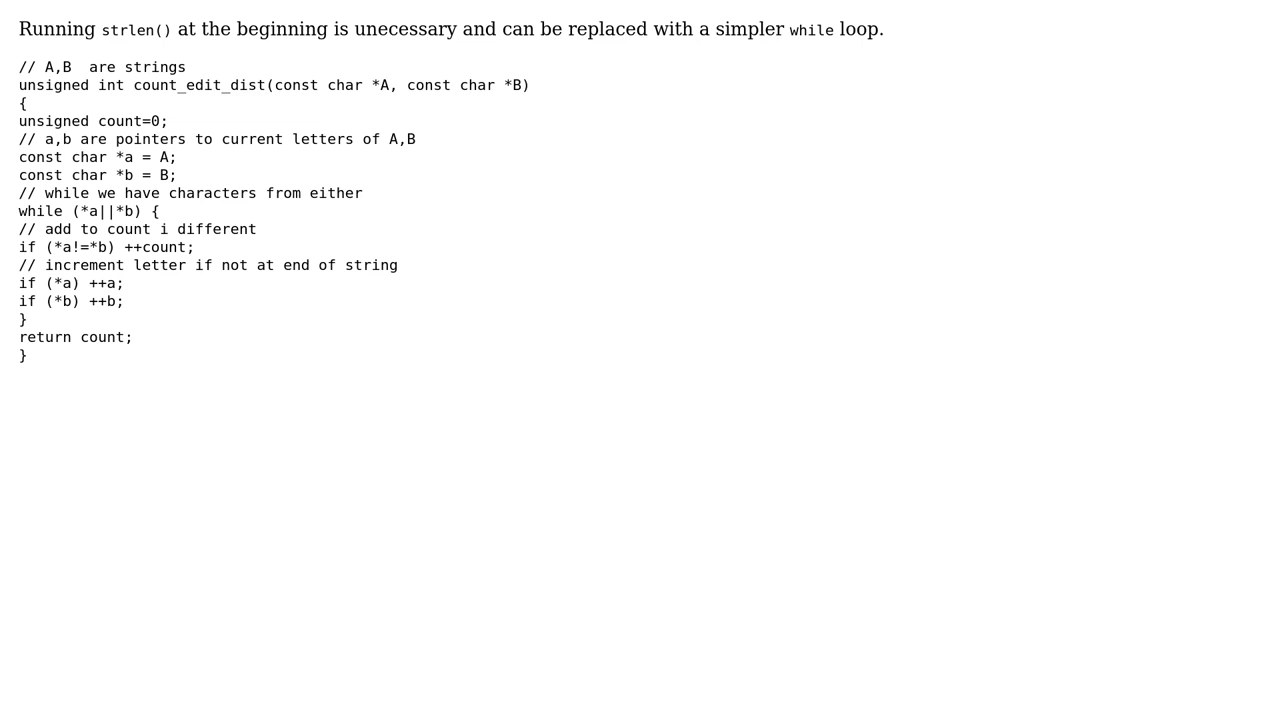 Running strlen() at the beginning is unecessary and can be replaced with a simpler while loop.
// A,B  are strings
unsigned int count_edit_dist(const char *A, const char *B)
{
unsigned count=0;
// a,b are pointers to current letters of A,B
const char *a = A;
const char *b = B;
// while we have characters from either
while (*a||*b) {
// add to count i different
if (*a!=*b) ++count;
// increment letter if not at end of string
if (*a) ++a;
if (*b) ++b;
}
return count;
}